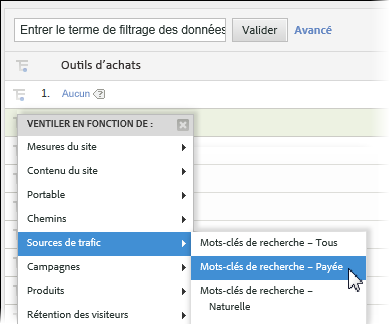 Entrer le terme de filtrage des données
Valider
Avancé
Outils d'achats
1. Aucun
VENTILER EN FONCTION DE :
Mesures du site
Contenu du site
Portable
Chemins
Sources de trafic
Mots-clés de recherche – Tous
Campagnes
Mots-clés de recherche – Payée
Produits
Mots-clés de recherche –
Naturelle
Rétention des visiteurs